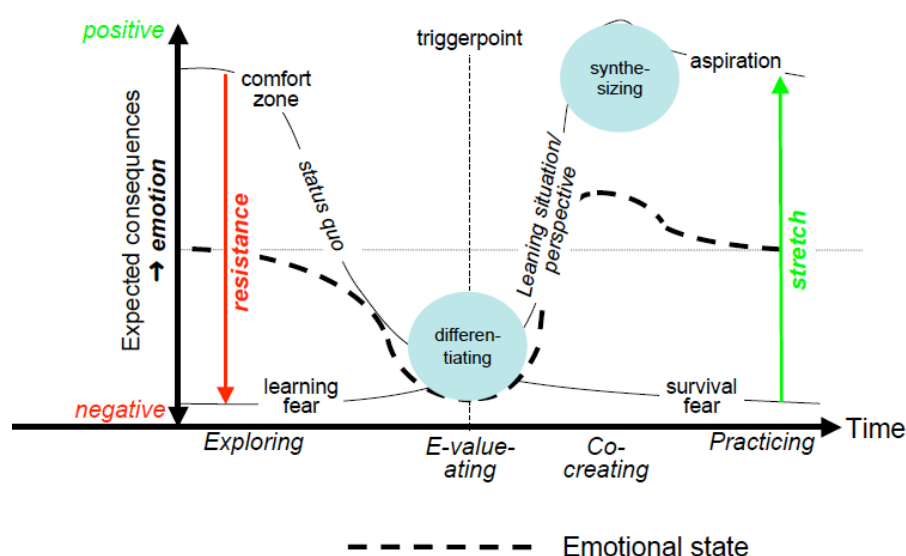 positive
triggerpoint
comfort
zone
synthe-
sizing
aspiration
Expected consequences
➔ emotion
resistance
status quo
Leaning situation/
perspective
stretch
differen-
tiating
learning
fear
survival
fear
negative
Time
Exploring
E-value-
ating
Co-
creating
Practicing
Emotional state